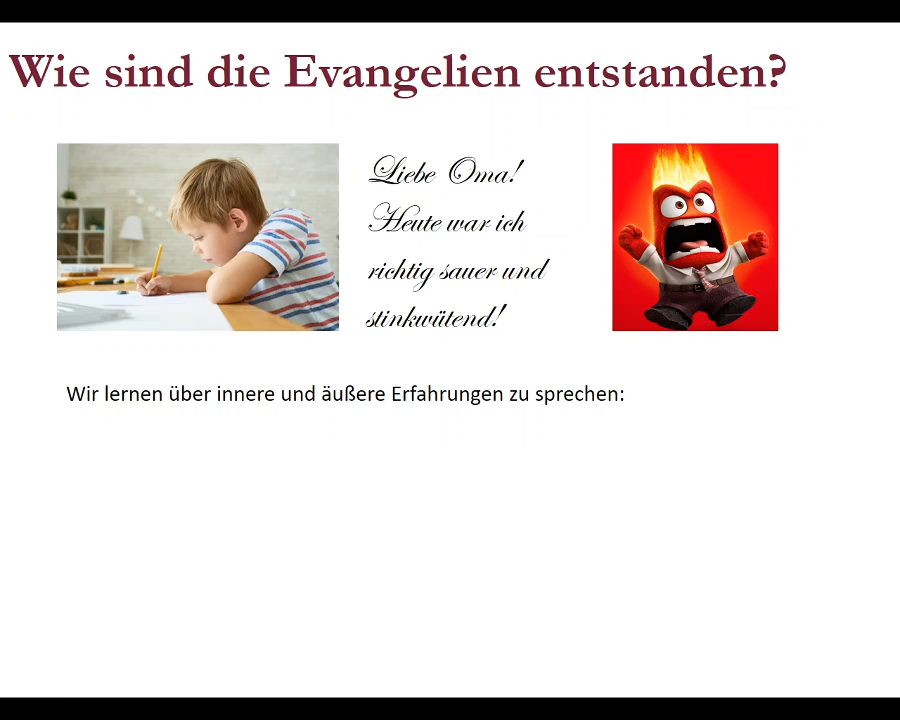 Wie sind die Evangelien entstanden?
Liebe Oma!
Heute war ich
richtig sauer und
stinkwütend!
Wir lernen über innere und äußere Erfahrungen zu sprechen: